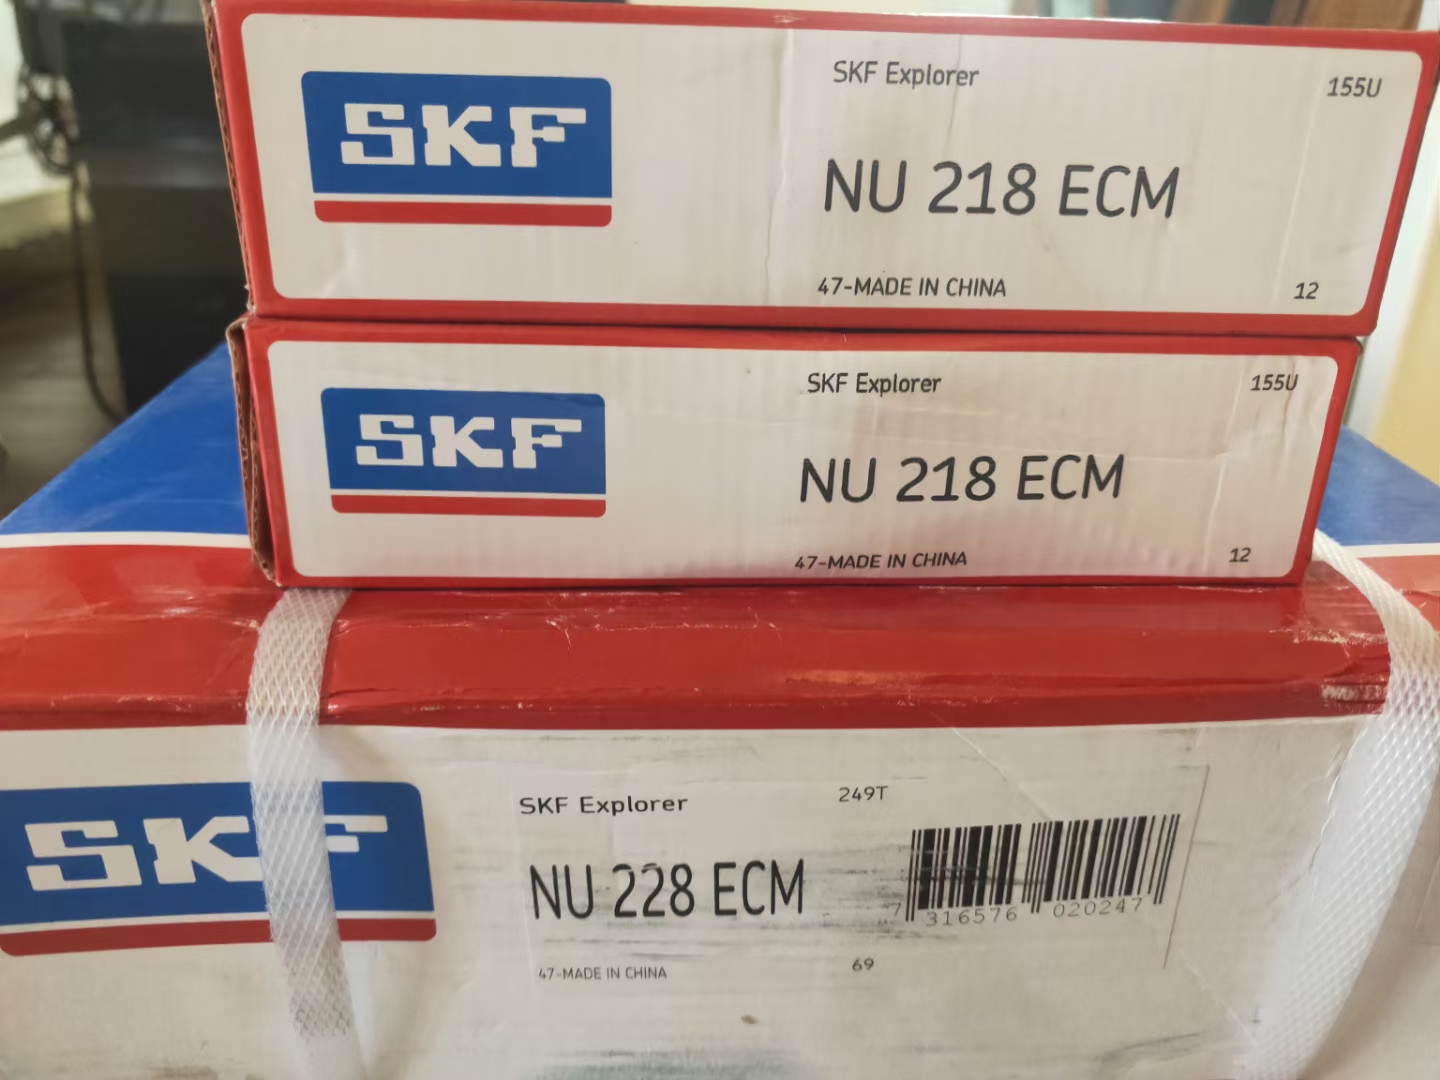 SKF
SKF Explorer
155U
NU 218 ECM
47-MADE IN CHINA
12
SKF
SKF Explorer
155U
NU 218 ECM
47-MADE IN CHINA
12
SKF
SKF Explorer
249T
NU 228 ECM
7 316576 020247
47-MADE IN CHINA
69